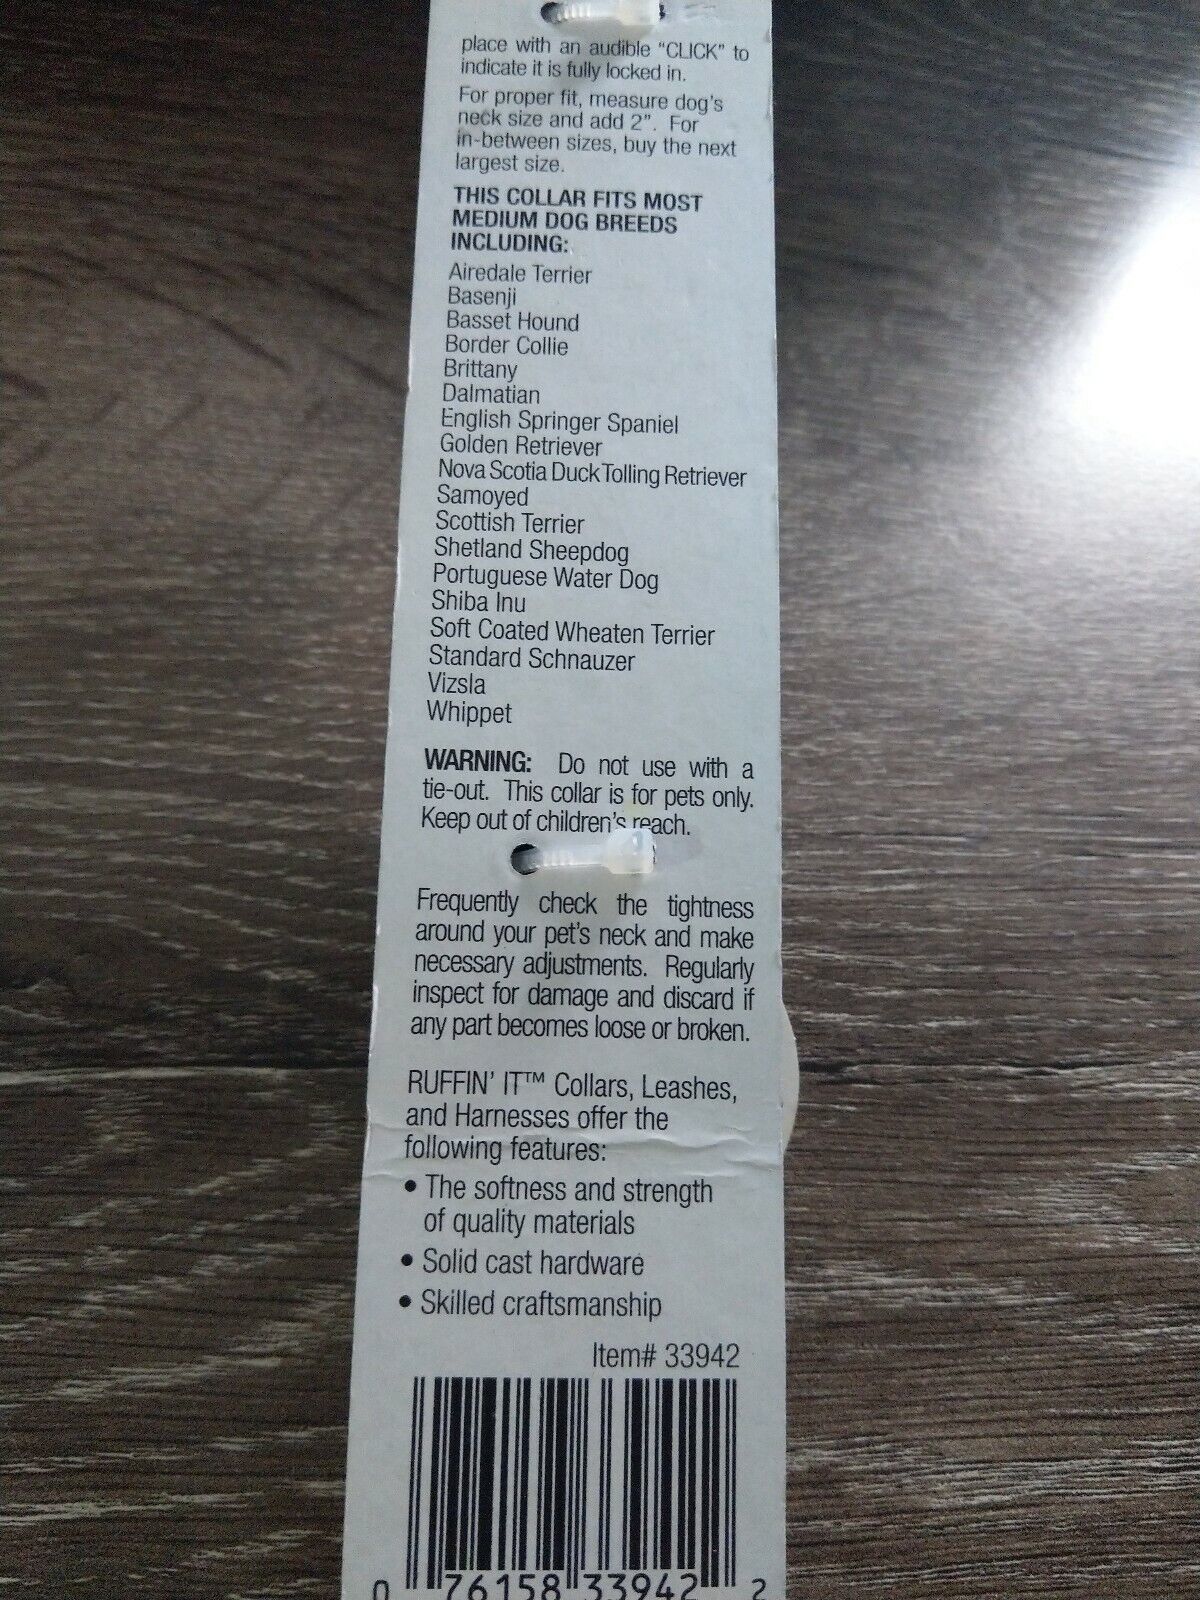 place with an audible “CLICK” to
indicate it is fully locked in.
For proper fit, measure dog’s
neck size and add 2”. For
in-between sizes, buy the next
largest size.
THIS COLLAR FITS MOST
MEDIUM DOG BREEDS
INCLUDING:
Airedale Terrier
Basenji
Basset Hound
Border Collie
Brittany
Dalmatian
English Springer Spaniel
Golden Retriever
Nova Scotia Duck Tolling Retriever
Samoyed
Scottish Terrier
Shetland Sheepdog
Portuguese Water Dog
Shiba Inu
Soft Coated Wheaten Terrier
Standard Schnauzer
Vizsla
Whippet
WARNING: Do not use with a
tie-out. This collar is for pets only.
Keep out of children’s reach.
Frequently check the tightness
around your pet’s neck and make
necessary adjustments. Regularly
inspect for damage and discard if
any part becomes loose or broken.
RUFFIN’ IT™ Collars, Leashes,
and Harnesses offer the
following features:
• The softness and strength
of quality materials
• Solid cast hardware
• Skilled craftsmanship
Item# 33942
0 76158 33942 2